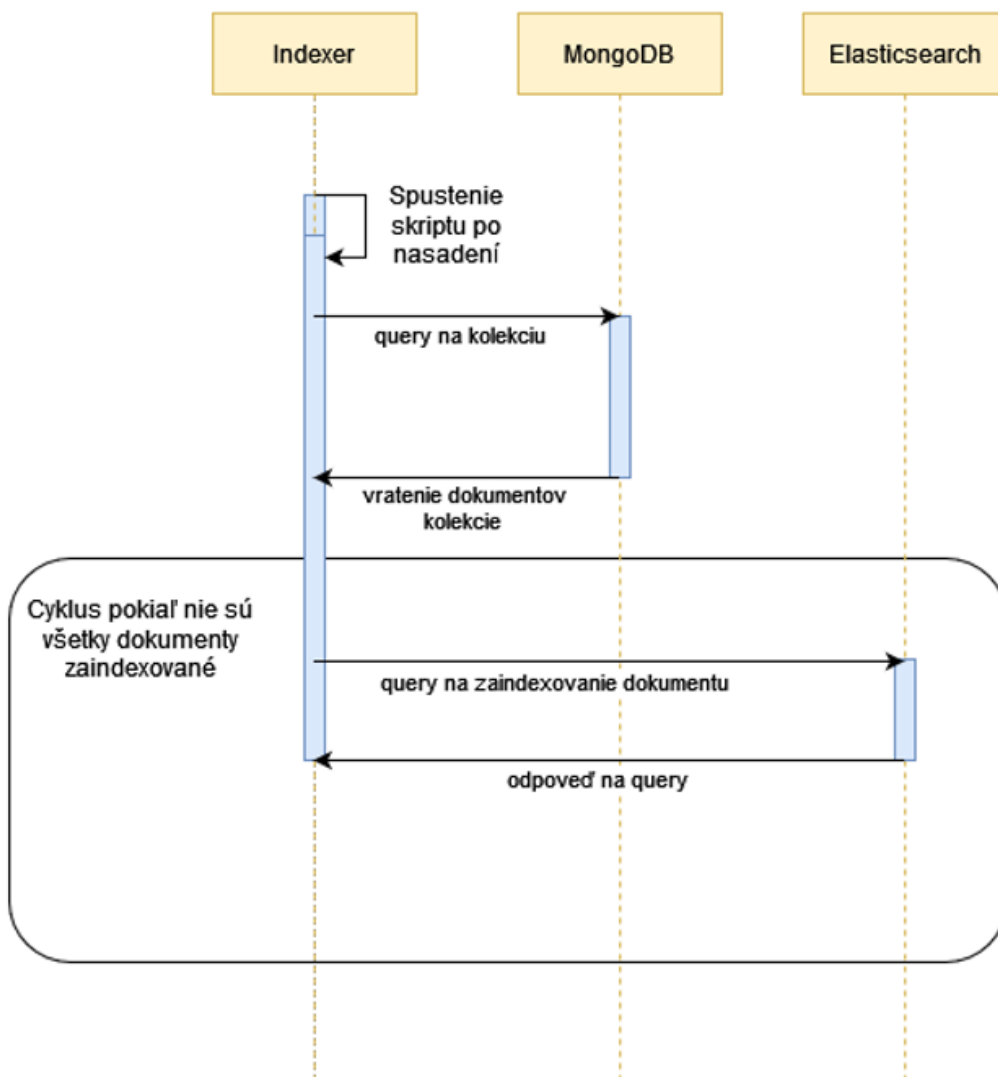 Indexer
MongoDB
Elasticsearch
Spustenie
skriptu po
nasadení
query na kolekciu
vratenie dokumentov
kolekcie
Cyklus pokiaľ nie sú
všetky dokumenty
zaindexované
query na zaindexovanie dokumentu
odpoveď na query